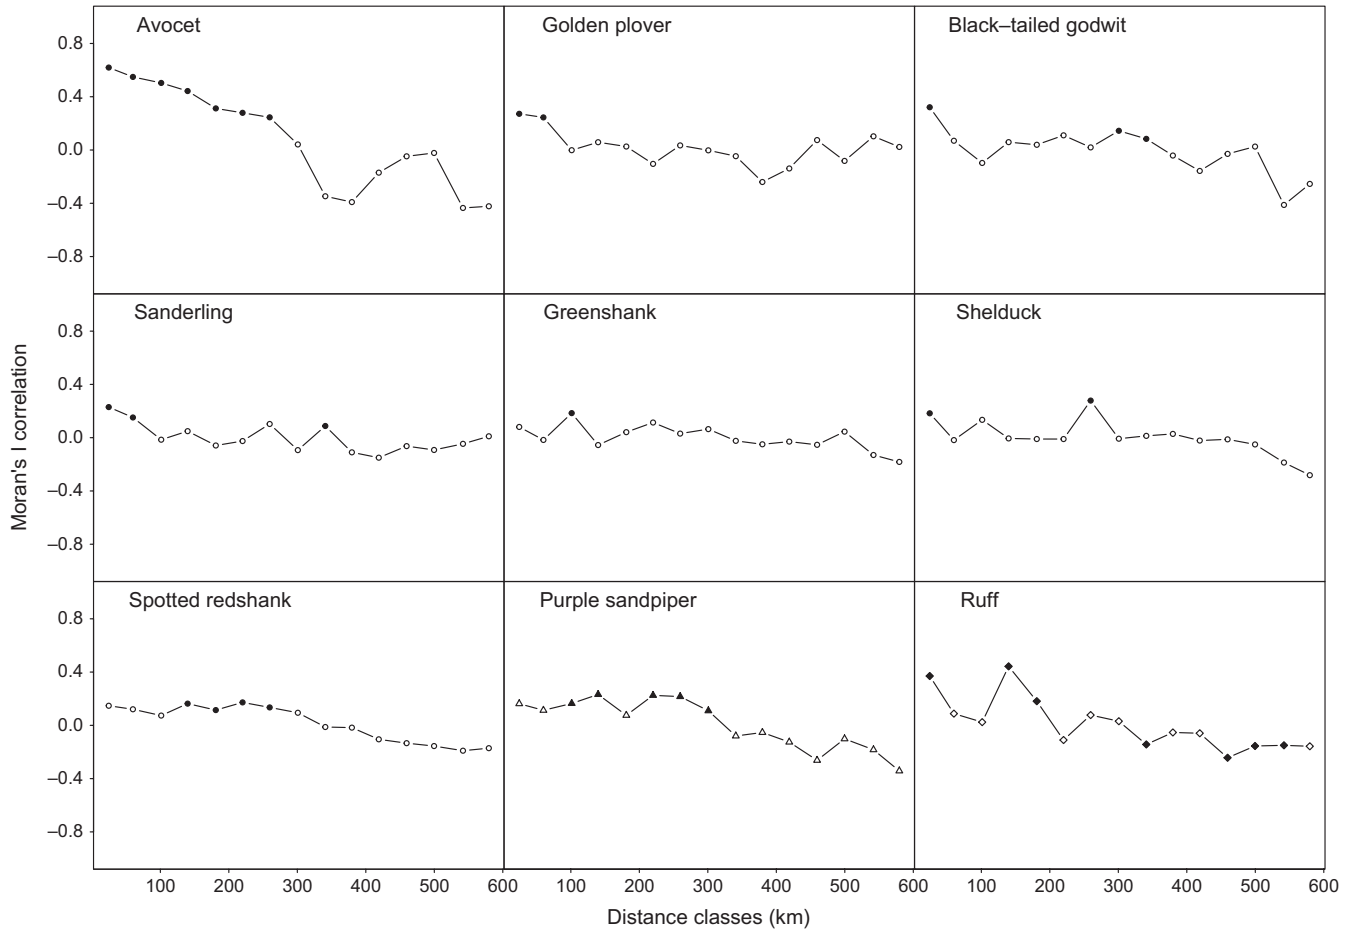 Avocet
Golden plover
Black–tailed godwit
0.8
0.4
0.0
–0.4
–0.8
Sanderling
Greenshank
Shelduck
0.8
0.4
0.0
–0.4
–0.8
Moran's I correlation
Spotted redshank
Purple sandpiper
Ruff
0.8
0.4
0.0
–0.4
–0.8
100 200 300 400 500 600 100 200 300 400 500 600 100 200 300 400 500 600
Distance classes (km)